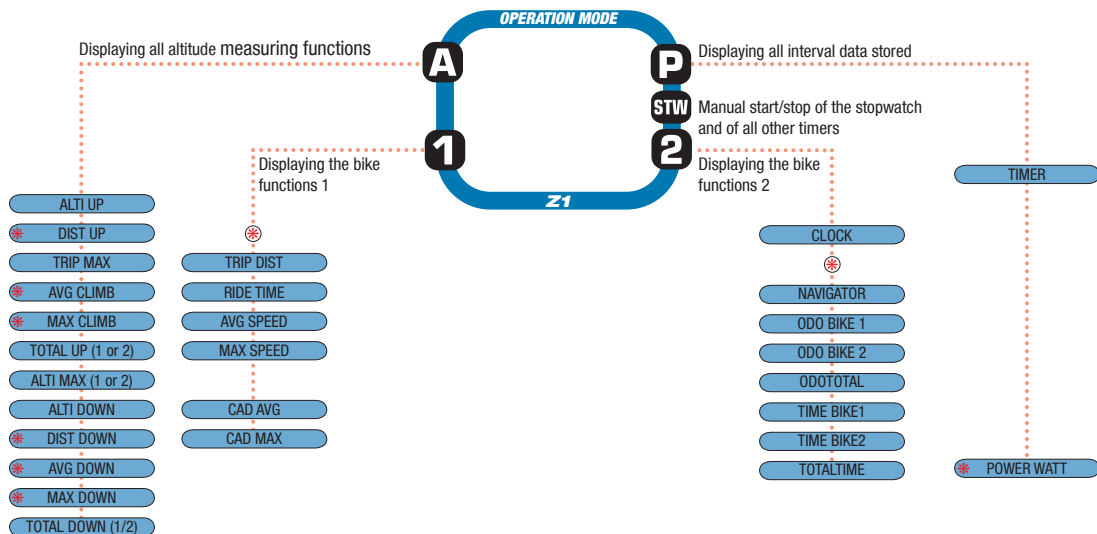 OPERATION MODE
Displaying all altitude measuring functions
A
P
Displaying all interval data stored
STW
Manual start/stop of the stopwatch
and of all other timers
1
2
Displaying the bike
functions 1
Displaying the bike
functions 2
Z1
ALTI UP
DIST UP
TRIP MAX
AVG CLIMB
MAX CLIMB
TOTAL UP (1 or 2)
ALTI MAX (1 or 2)
ALTI DOWN
DIST DOWN
AVG DOWN
MAX DOWN
TOTAL DOWN (1/2)
TRIP DIST
RIDE TIME
AVG SPEED
MAX SPEED
CAD AVG
CAD MAX
CLOCK
NAVIGATOR
ODO BIKE 1
ODO BIKE 2
ODOTOTAL
TIME BIKE1
TIME BIKE2
TOTALTIME
TIMER
POWER WATT